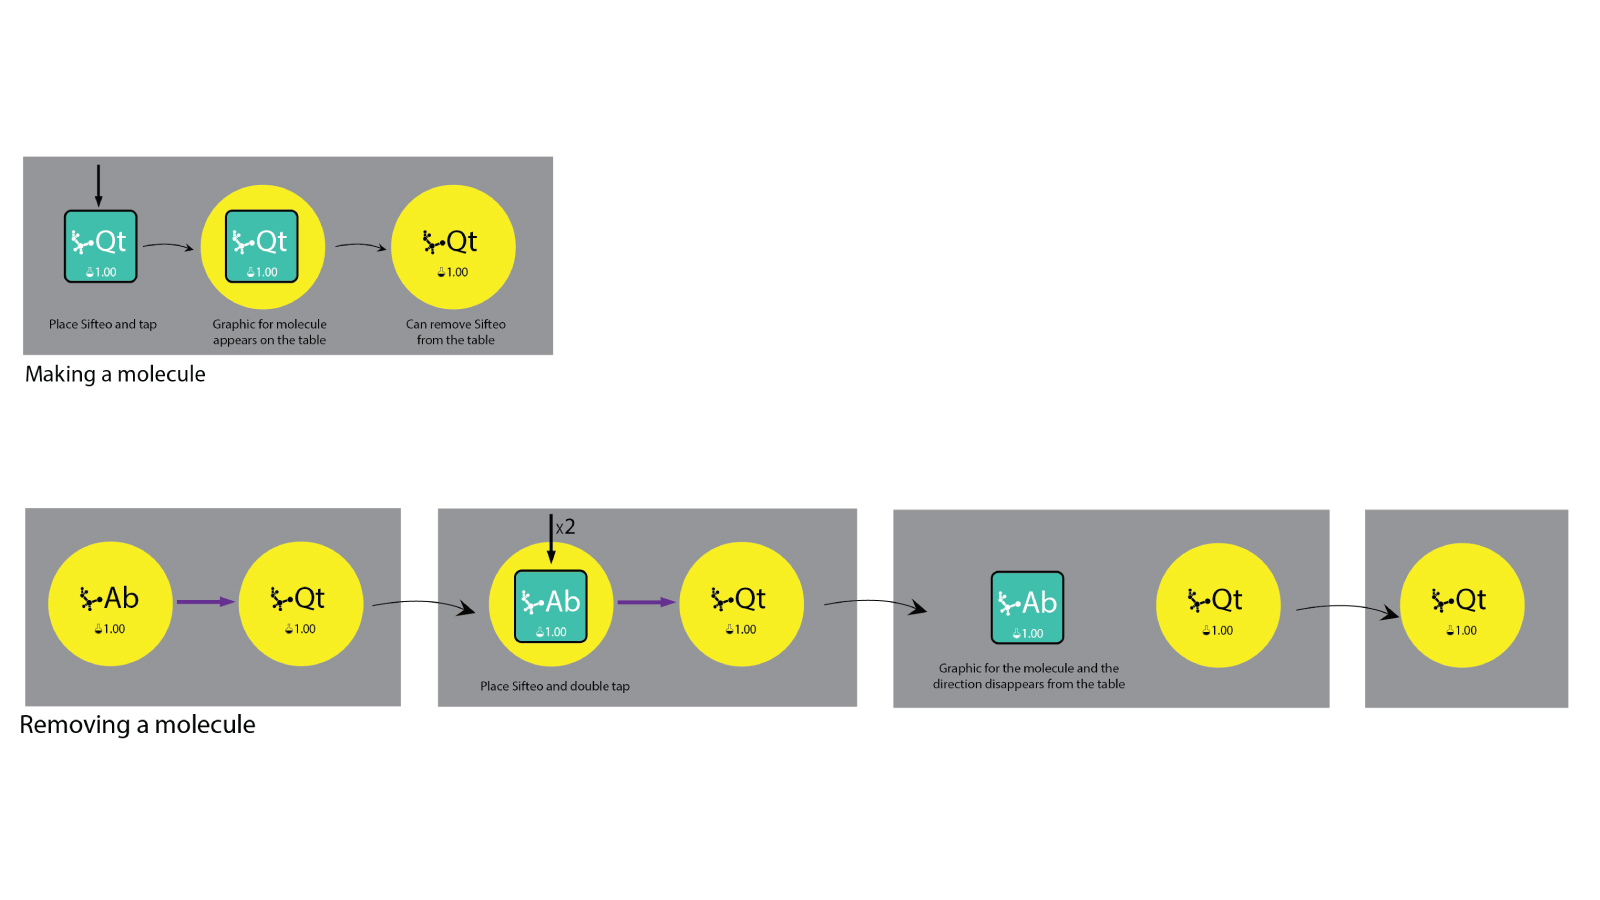 Qt
1.00
Qt
1.00
Qt
1.00
Place Sifteo and tap
Graphic for molecule
appears on the table
Can remove Sifteo
from the table
Making a molecule
Ab
1.00
Qt
1.00
x2
Ab
1.00
Qt
1.00
Place Sifteo and double tap
Ab
1.00
Qt
1.00
Graphic for the molecule and the
direction disappears from the table
Qt
1.00
Removing a molecule